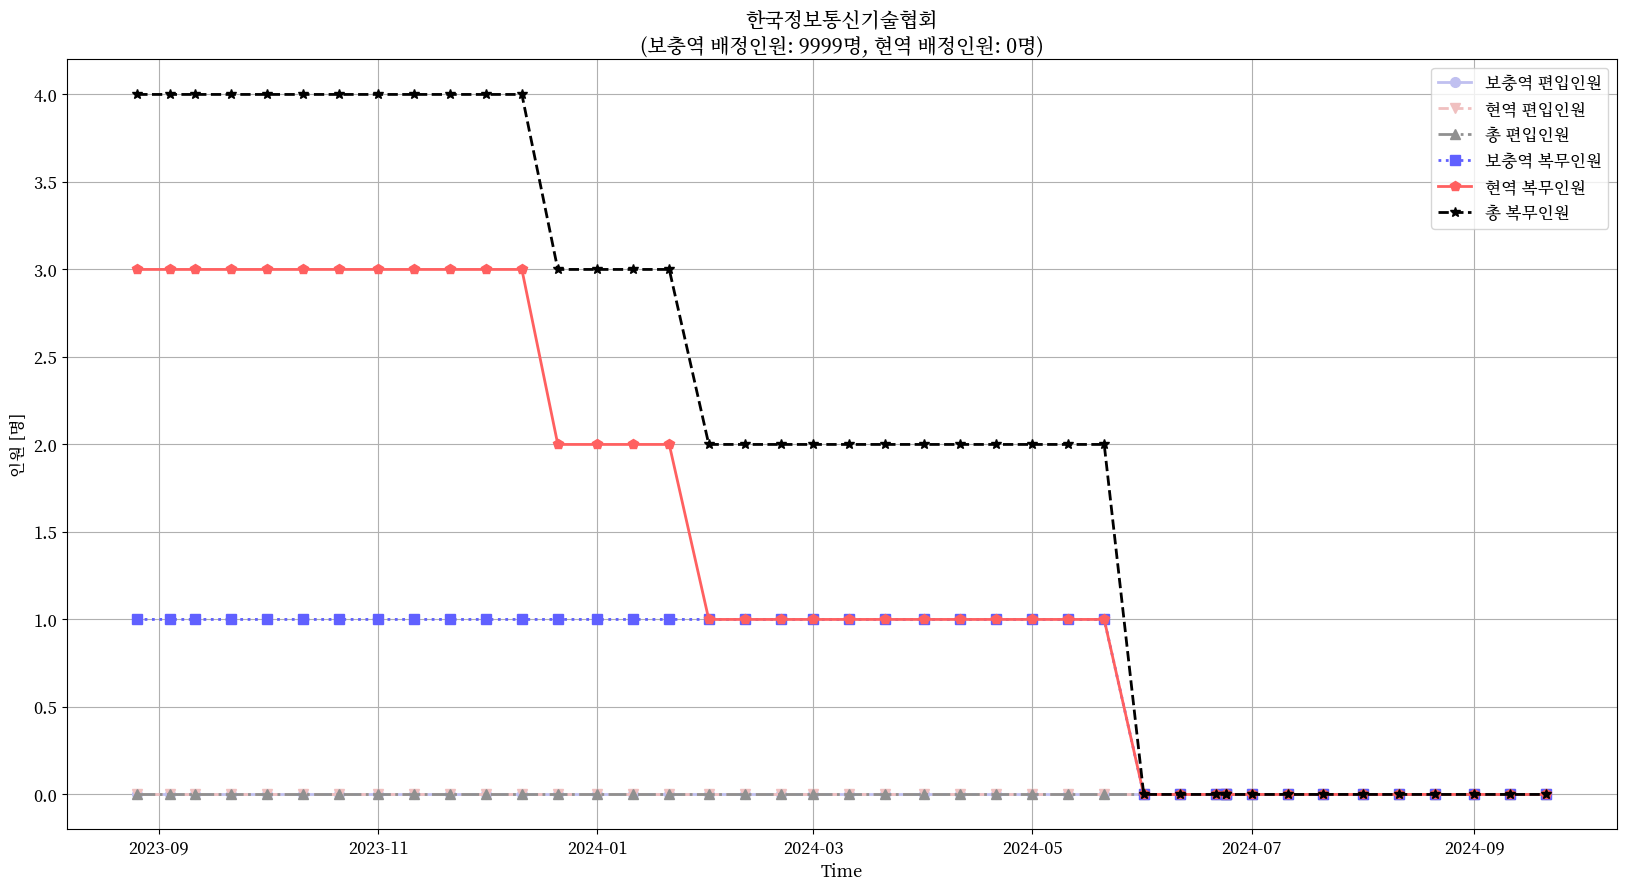 한국정보통신기술협회
(보충역 배정인원: 9999명, 현역 배정인원: 0명)
보충역 편입인원
현역 편입인원
총 편입인원
보충역 복무인원
현역 복무인원
총 복무인원
인원 [명]
4.0
3.5
3.0
2.5
2.0
1.5
1.0
0.5
0.0
2023-09
2023-11
2024-01
2024-03
2024-05
2024-07
2024-09
Time